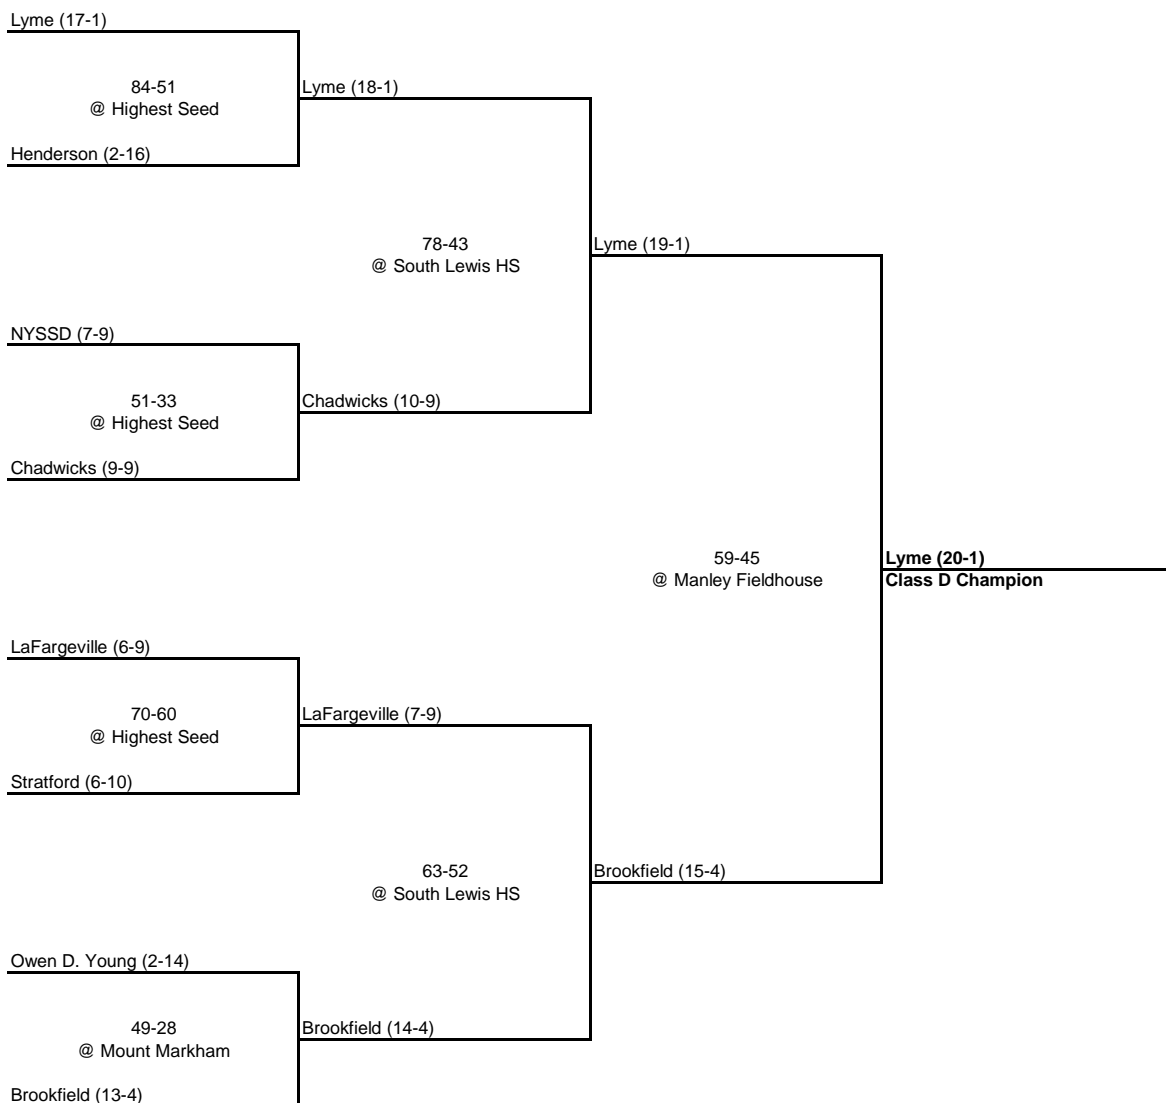 Lyme (17-1)
84-51
@ Highest Seed
Lyme (18-1)
Henderson (2-16)
78-43
@ South Lewis HS
Lyme (19-1)
NYSSD (7-9)
51-33
@ Highest Seed
Chadwicks (10-9)
Chadwicks (9-9)
59-45
@ Manley Fieldhouse
Lyme (20-1)
Class D Champion
LaFargeville (6-9)
70-60
@ Highest Seed
LaFargeville (7-9)
Stratford (6-10)
63-52
@ South Lewis HS
Brookfield (15-4)
Owen D. Young (2-14)
49-28
@ Mount Markham
Brookfield (14-4)
Brookfield (13-4)